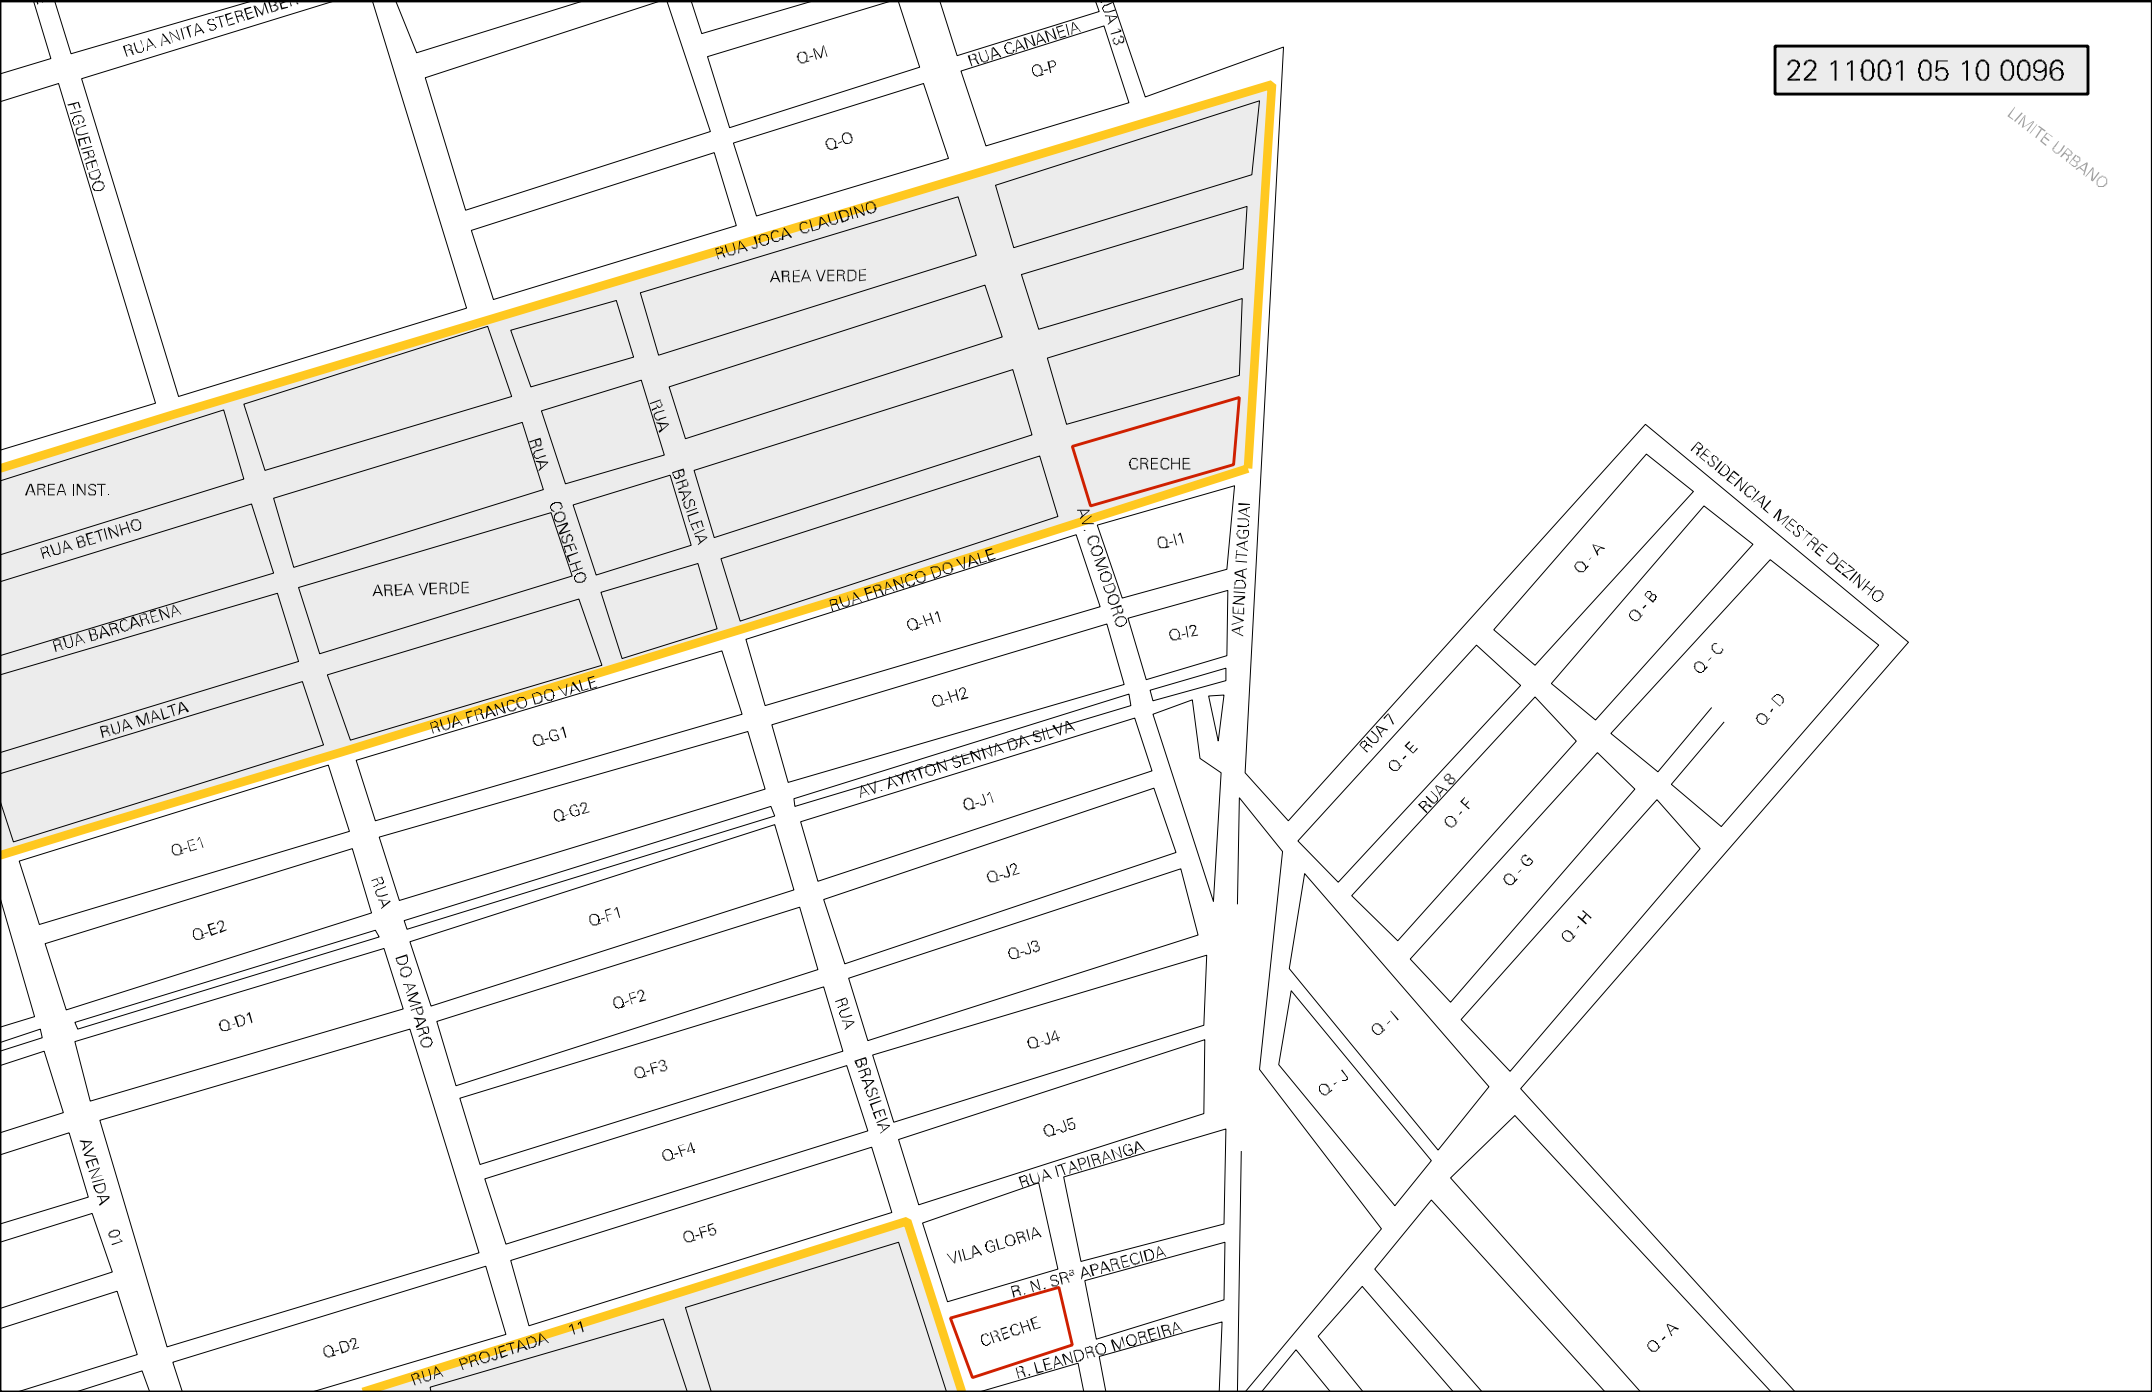 RUA ANITA STEREMBER
Q-M
RUA CANANEIA
UA 13
Q-P
22 11001 05 10 0096
LIMITE URBANO
FIGUEIREDO
Q-O
RUA JOCA CLAUDINO
AREA VERDE
RUA
BRASILEIA
RUA
CONSELHO
CRECHE
AREA INST.
RUA BETINHO
AREA VERDE
RUA BARCARENA
RUA MALTA
RUA FRANCO DO VALE
RUA FRANCO DO VALE
AV. COMODORO
Q-I1
AVENIDA ITAGUAI
Q-I2
RESIDENCIAL MESTRE DEZINHO
Q - A
Q - B
Q - C
Q - D
RUA 7
Q - E
RUA 8
Q - F
Q - G
Q - H
Q - I
Q - J
Q - A
Q-H1
Q-H2
Q-G1
Q-G2
AV. AYRTON SENNA DA SILVA
Q-J1
Q-J2
Q-J3
Q-J4
Q-J5
Q-E1
Q-E2
RUA
DO AMPARO
Q-D1
Q-F1
Q-F2
Q-F3
Q-F4
Q-F5
RUA
BRASILEIA
AVENIDA 01
RUA ITAPIRANGA
VILA GLORIA
R. N. SRª APARECIDA
CRECHE
R. LEANDRO MOREIRA
Q-D2
RUA PROJETADA 11